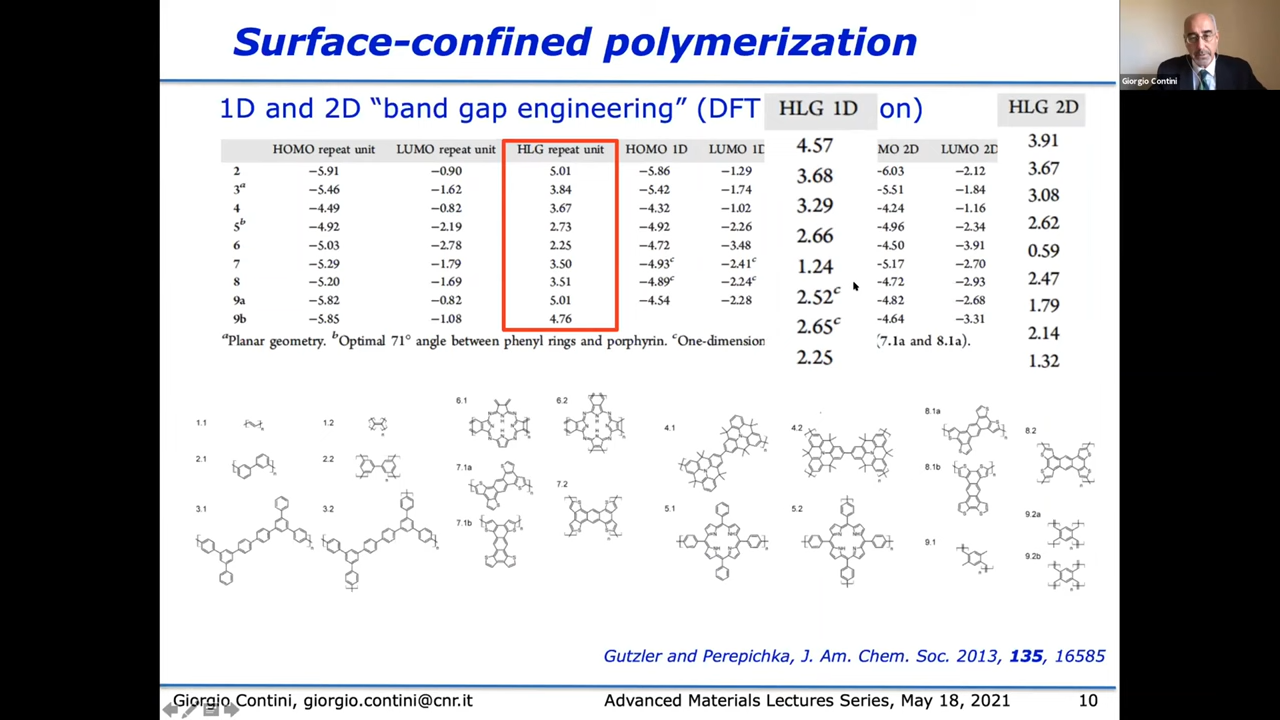 Surface-confined polymerization
Giorgio Contini
1D and 2D “band gap engineering” (DFT
on)
HLG 1D
HLG 2D
HOMO repeat unit LUMO repeat unit HLG repeat unit HOMO 1D LUMO 1D MO 2D LUMO 2D
2 −5.91 −0.90 5.01 −5.86 −1.29 4.57 -6.03 −2.12 3.91
3a −5.46 −1.62 3.84 −5.42 −1.74 3.68 -5.51 −1.84 3.67
4 −4.49 −0.82 3.67 −4.32 −1.02 3.29 -4.24 −1.16 3.08
5b −4.92 −2.19 2.73 −4.92 −2.26 2.66 -4.96 −2.34 2.62
6 −5.03 −2.78 2.25 −4.72 −3.48 1.24 -4.50 −3.91 0.59
7 −5.29 −1.79 3.50 −4.93c −2.41c 2.52c -5.17 −2.70 2.47
8 −5.20 −1.69 3.51 −4.89c −2.24c 2.65c -4.72 −2.93 1.79
9a −5.82 −0.82 5.01 −4.54 −2.28 2.25 -4.82 −2.68 2.14
9b −5.85 −1.08 4.76 -4.64 −3.31 1.32
aPlanar geometry. bOptimal 71° angle between phenyl rings and porphyrin. cOne-dimension (7.1a and 8.1a).
1.1
1.2
2.1
2.2
3.1
3.2
6.1
6.2
7.1a
7.1b
7.2
4.1
4.2
5.1
5.2
8.1a
8.1b
8.2
9.1
9.2a
9.2b
Gutzler and Perepichka, J. Am. Chem. Soc. 2013, 135, 16585
Giorgio Contini, giorgio.contini@cnr.it
Advanced Materials Lectures Series, May 18, 2021
10